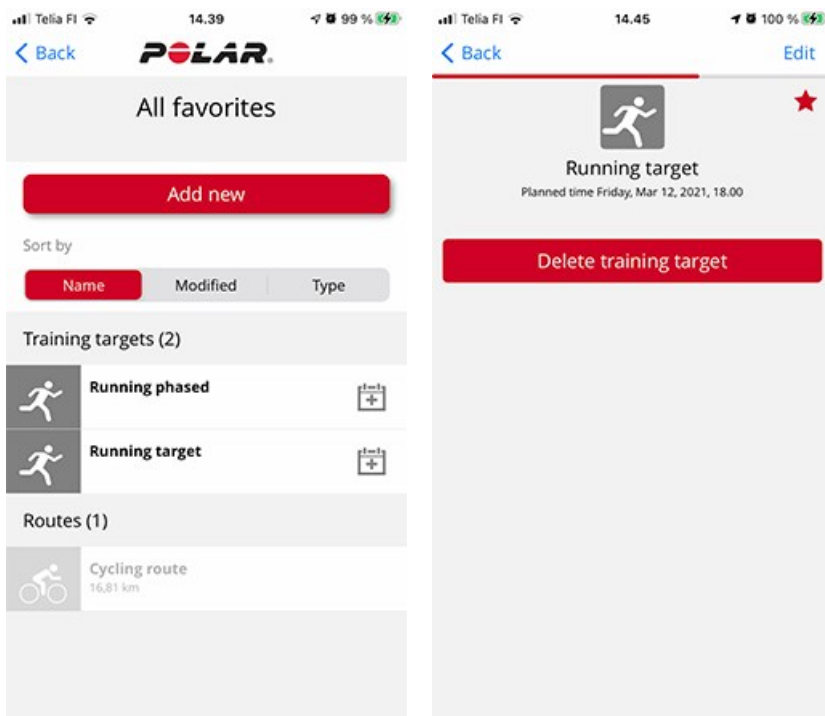 Telia FI 14.39 99 %
Back POLAR.
All favorites
Add new
Sort by
Name Modified Type
Training targets (2)
Running phased
Running target
Routes (1)
Cycling route
16,81 km
Telia FI 14.45 100 %
Back Edit
Running target
Planned time Friday, Mar 12, 2021, 18.00
Delete training target